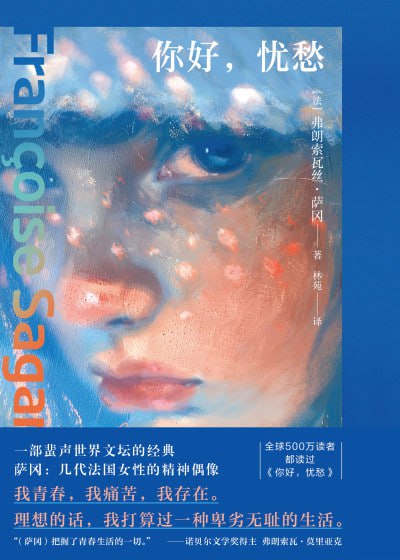 Françoise Sagan
你好，忧愁
［法］弗朗索瓦丝·萨冈
——著
林苑——译
一部蜚声世界文坛的经典
萨冈：几代法国女性的精神偶像
全球500万读者
都读过
《你好，忧愁》
我青春，我痛苦，我存在。
理想的话，我打算过一种卑劣无耻的生活。
“（萨冈）把握了青春生活的一切。”——诺贝尔文学奖得主 弗朗索瓦·莫里亚克